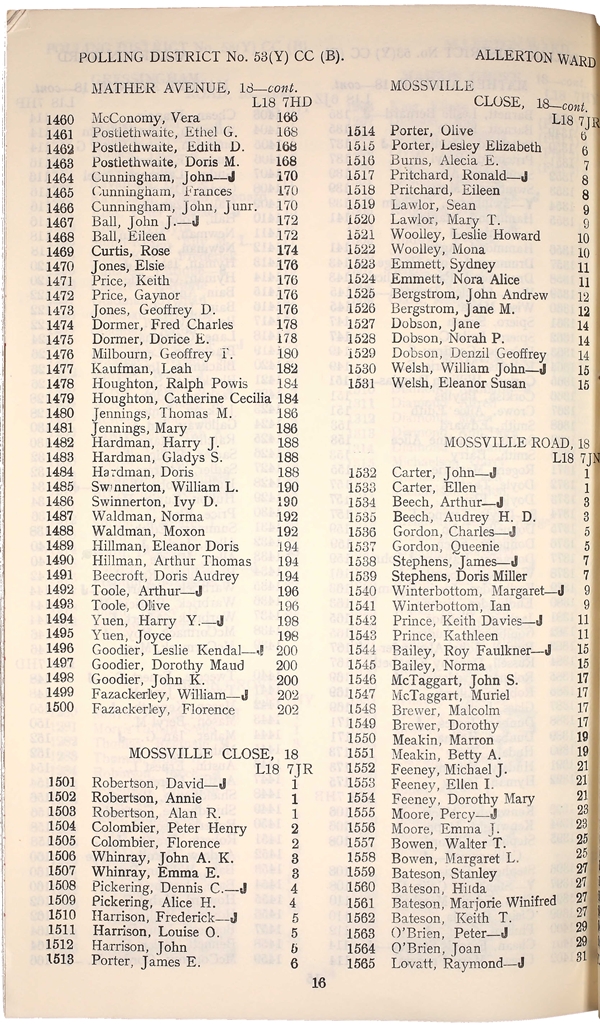 POLLING DISTRICT No. 53(Y) CC (B). ALLERTON WARD
MATHER AVENUE, 18—cont.
L18 7HD
1460 McConomy, Vera 166
1461 Postlethwaite, Ethel G. 168
1462 Postlethwaite, Edith D. 168
1463 Postlethwaite, Doris M. 168
1464 Cunningham, John—J 170
1465 Cunningham, Frances 170
1466 Cunningham, John, Junr. 170
1467 Ball, John J.—J 172
1468 Ball, Eileen 172
1469 Curtis, Rose 174
1470 Jones, Elsie 176
1471 Price, Keith 176
1472 Price, Gaynor 176
1473 Jones, Geoffrey D. 176
1474 Dormer, Fred Charles 178
1475 Dormer, Dorice E. 178
1476 Milbourn, Geoffrey T. 180
1477 Kaufman, Leah 182
1478 Houghton, Ralph Powis 184
1479 Houghton, Catherine Cecilia 184
1480 Jennings, Thomas M. 186
1481 Jennings, Mary 186
1482 Hardman, Harry J. 188
1483 Hardman, Gladys S. 188
1484 Hardman, Doris 188
1485 Swinnerton, William L. 190
1486 Swinnerton, Ivy D. 190
1487 Waldman, Norma 192
1488 Waldman, Moxon 192
1489 Hillman, Eleanor Doris 194
1490 Hillman, Arthur Thomas 194
1491 Beecroft, Doris Audrey 194
1492 Toole, Arthur—J 196
1493 Toole, Olive 196
1494 Yuen, Harry Y.—J 198
1495 Yuen, Joyce 198
1496 Goodier, Leslie Kendal—J 200
1497 Goodier, Dorothy Maud 200
1498 Goodier, John K. 200
1499 Fazackerley, William—J 202
1500 Fazackerley, Florence 202
MOSSVILLE CLOSE, 18
L18 7JR
1501 Robertson, David—J 1
1502 Robertson, Annie 1
1503 Robertson, Alan R. 1
1504 Colombier, Peter Henry 2
1505 Colombier, Florence 2
1506 Whinray, John A. K. 3
1507 Whinray, Emma E. 3
1508 Pickering, Dennis C.—J 4
1509 Pickering, Alice H. 4
1510 Harrison, Frederick—J 5
1511 Harrison, Louise O. 5
1512 Harrison, John 5
1513 Porter, James E. 6
MOSSVILLE
CLOSE, 18—cont.
L18 7JR
1514 Porter, Olive 6
1515 Porter, Lesley Elizabeth 6
1516 Burns, Alecia E. 7
1517 Pritchard, Ronald—J 8
1518 Pritchard, Eileen 8
1519 Lawlor, Sean 9
1520 Lawlor, Mary T. 9
1521 Woolley, Leslie Howard 10
1522 Woolley, Mona 10
1523 Emmett, Sydney 11
1524 Emmett, Nora Alice 11
1525 Bergstrom, John Andrew 12
1526 Bergstrom, Jane M. 12
1527 Dobson, Jane 14
1528 Dobson, Norah P. 14
1529 Dobson, Denzil Geoffrey 14
1530 Welsh, William John—J 15
1531 Welsh, Eleanor Susan 15
MOSSVILLE ROAD, 18
L18 7JN
1532 Carter, John—J 1
1533 Carter, Ellen 1
1534 Beech, Arthur—J 3
1535 Beech, Audrey H. D. 3
1536 Gordon, Charles—J 5
1537 Gordon, Queenie 5
1538 Stephens, James—J 7
1539 Stephens, Doris Miller 7
1540 Winterbottom, Margaret—J 9
1541 Winterbottom, Ian 9
1542 Prince, Keith Davies—J 11
1543 Prince, Kathleen 11
1544 Bailey, Roy Faulkner—J 15
1545 Bailey, Norma 15
1546 McTaggart, John S. 17
1547 McTaggart, Muriel 17
1548 Brewer, Malcolm 17
1549 Brewer, Dorothy 17
1550 Meakin, Marron 19
1551 Meakin, Betty A. 19
1552 Feeney, Michael J. 21
1553 Feeney, Ellen I. 21
1554 Feeney, Dorothy Mary 21
1555 Moore, Percy—J 23
1556 Moore, Emma J. 23
1557 Bowen, Walter T. 25
1558 Bowen, Margaret L. 25
1559 Bateson, Stanley 27
1560 Bateson, Hilda 27
1561 Bateson, Marjorie Winifred 27
1562 Bateson, Keith T. 27
1563 O'Brien, Peter—J 29
1564 O'Brien, Joan 29
1565 Lovatt, Raymond—J 31
16